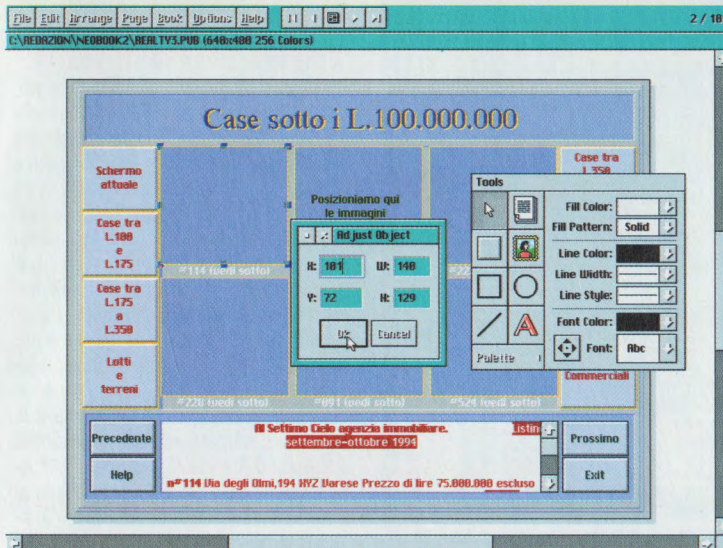 File Edit Arrange Page Book Options Help
2 / 18
C:\REDAZION\NEOBOOK2\REALTY3.PUB (640x480 256 Colors)
Case sotto i L.100.000.000
Schermo
attuale
Case tra
L.100
e
L.175
Case tra
L.175
a
L.350
Lotti
e
terreni
Posizioniamo qui
le immagini
Case tra
L.350
Commerciali
#114 (vedi sotto)
#22
#228 (vedi sotto)
#891 (vedi sotto)
#524 (vedi sotto)
Adjust Object
X: 101 W: 140
Y: 72 H: 129
Ok Cancel
Tools
Fill Color:
Fill Pattern: Solid
Line Color:
Line Width:
Line Style:
Font Color:
Font: Abc
Palette
Precedente
Help
Al Settimo Cielo agenzia immobiliare. Listin
settembre-ottobre 1994
n°114 Via degli Olmi,194 XYZ Varese Prezzo di lire 75.000.000 escluso
Prossimo
Exit